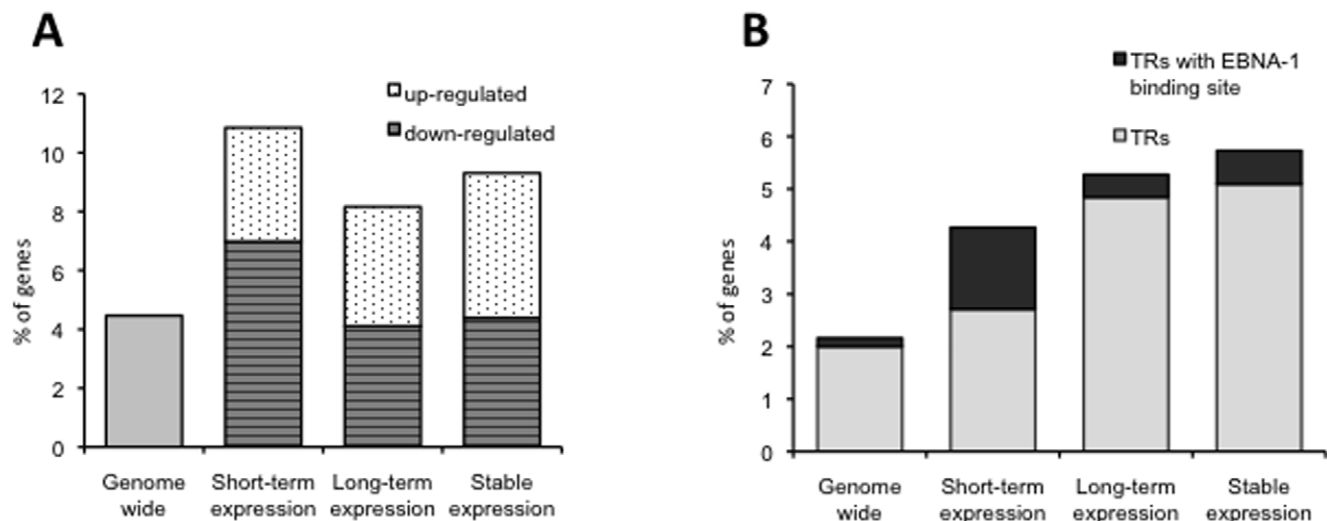 A
up-regulated
down-regulated
12
10
8
6
4
2
0
% of genes
Genome
wide
Short-term
expression
Long-term
expression
Stable
expression
B
TRs with EBNA-1
binding site
TRs
7
6
5
4
3
2
1
0
% of genes
Genome
wide
Short-term
expression
Long-term
expression
Stable
expression